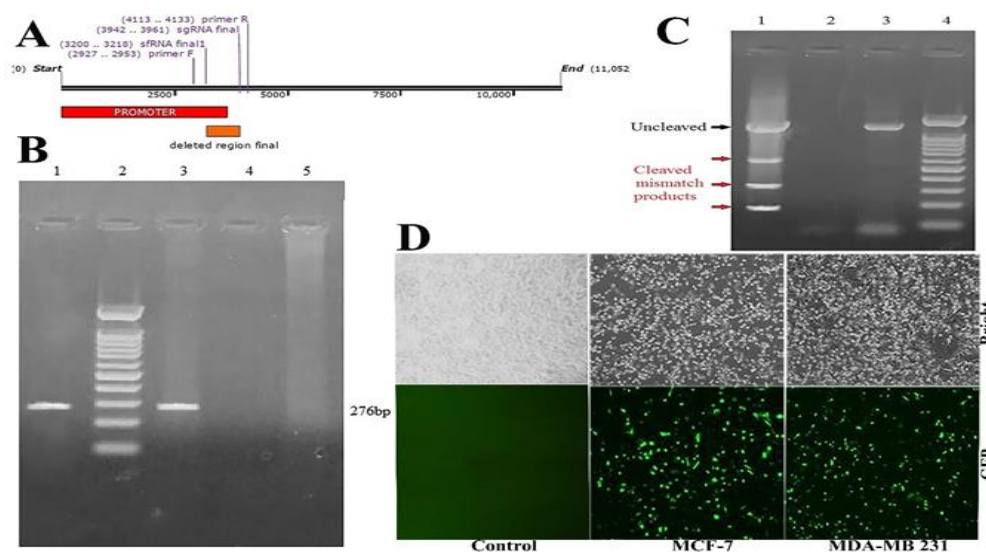 A
(4113 .. 4133) primer R
(3942 .. 3961) sgRNA final
(3200 .. 3218) sfRNA final1
(2927 .. 2953) primer F
0) Start
End (11,052
2500
5000
7500
10,000
PROMOTER
deleted region final
B
1 2 3 4 5
276bp
C
1 2 3 4
Uncleaved
Cleaved
mismatch
products
D
Bright
GFP
Control MCF-7 MDA-MB 231